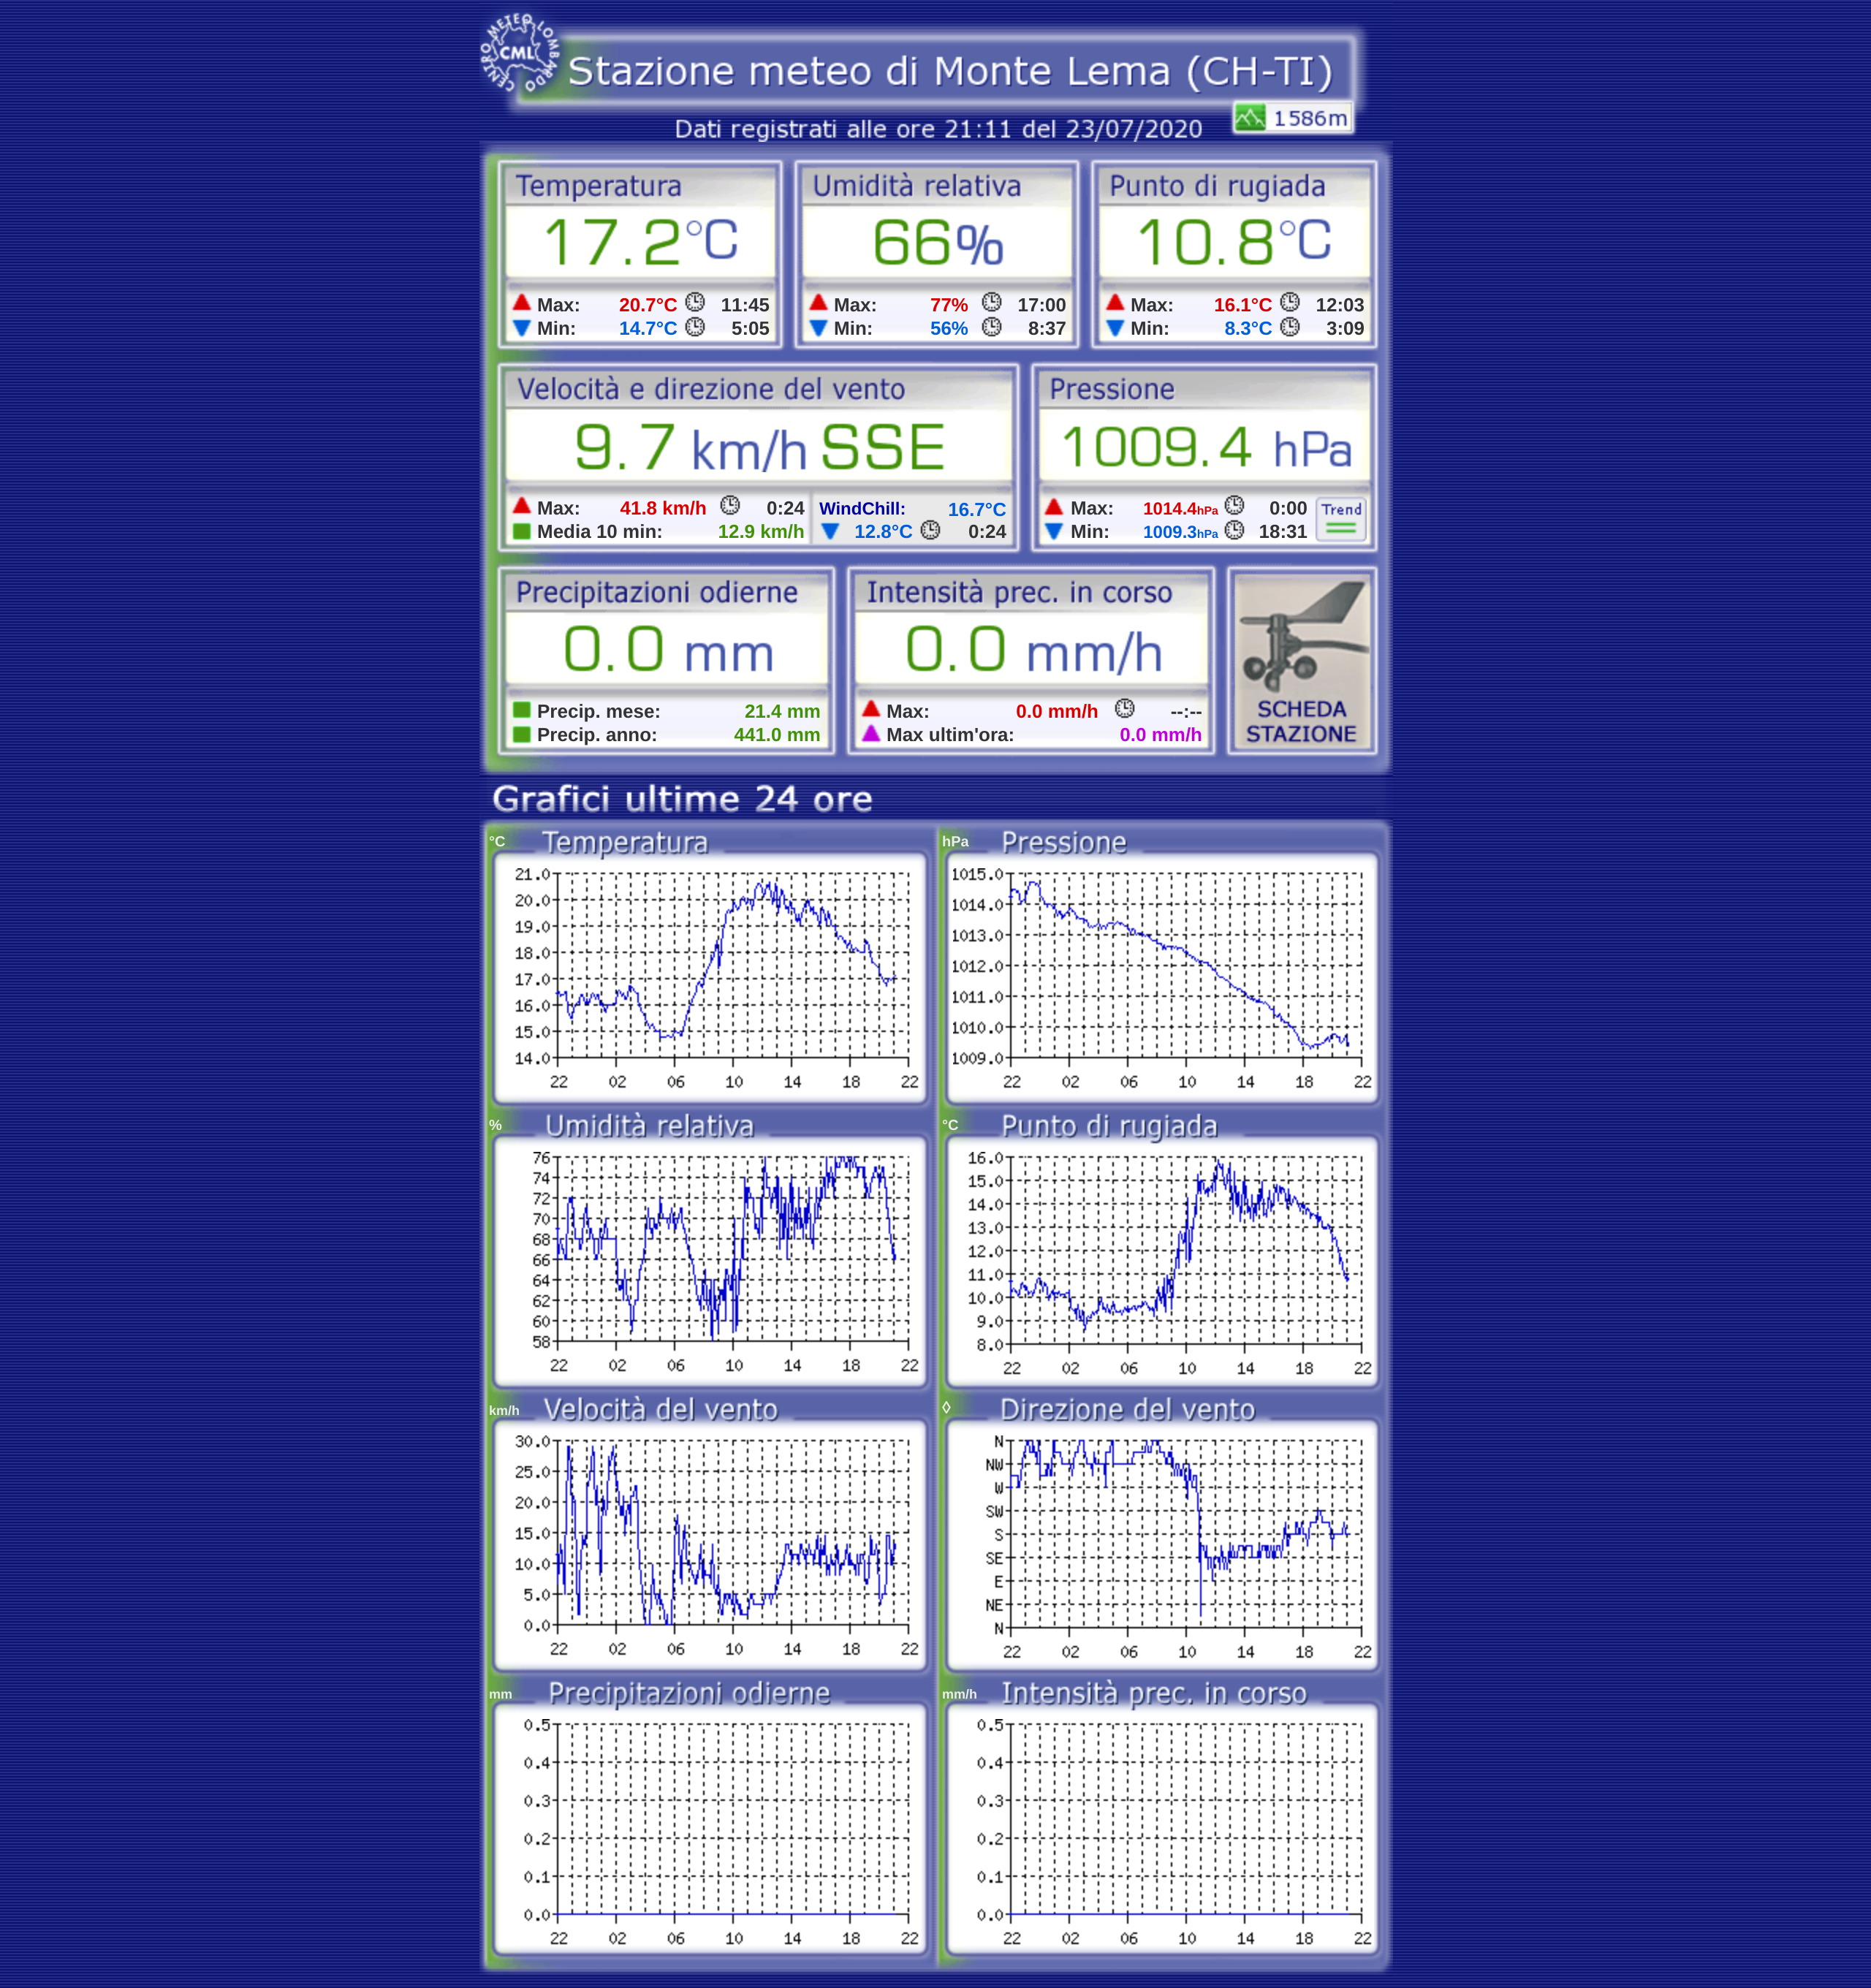 CENTRO METEO LOMBARDO
CML
Stazione meteo di Monte Lema (CH-TI)
1586m
Dati registrati alle ore 21:11 del 23/07/2020
Temperatura Umidità relativa Punto di rugiada
17.2°C 66% 10.8°C
Max: 20.7°C 11:45 Max: 77% 17:00 Max: 16.1°C 12:03
Min: 14.7°C 5:05 Min: 56% 8:37 Min: 8.3°C 3:09
Velocità e direzione del vento Pressione
9.7 km/h SSE 1009.4 hPa
Max: 41.8 km/h 0:24 WindChill: 16.7°C Max: 1014.4hPa 0:00 Trend
Media 10 min: 12.9 km/h 12.8°C 0:24 Min: 1009.3hPa 18:31
Precipitazioni odierne Intensità prec. in corso
0.0 mm 0.0 mm/h
Precip. mese: 21.4 mm Max: 0.0 mm/h --:-- SCHEDA
Precip. anno: 441.0 mm Max ultim'ora: 0.0 mm/h STAZIONE
Grafici ultime 24 ore
°C Temperatura
21.0
20.0
19.0
18.0
17.0
16.0
15.0
14.0
22 02 06 10 14 18 22
hPa Pressione
1015.0
1014.0
1013.0
1012.0
1011.0
1010.0
1009.0
22 02 06 10 14 18 22
% Umidità relativa
76
74
72
70
68
66
64
62
60
58
22 02 06 10 14 18 22
°C Punto di rugiada
16.0
15.0
14.0
13.0
12.0
11.0
10.0
9.0
8.0
22 02 06 10 14 18 22
km/h Velocità del vento
30.0
25.0
20.0
15.0
10.0
5.0
0.0
22 02 06 10 14 18 22
◊ Direzione del vento
N
NW
W
SW
S
SE
E
NE
N
22 02 06 10 14 18 22
mm Precipitazioni odierne
0.5
0.4
0.3
0.2
0.1
0.0
22 02 06 10 14 18 22
mm/h Intensità prec. in corso
0.5
0.4
0.3
0.2
0.1
0.0
22 02 06 10 14 18 22